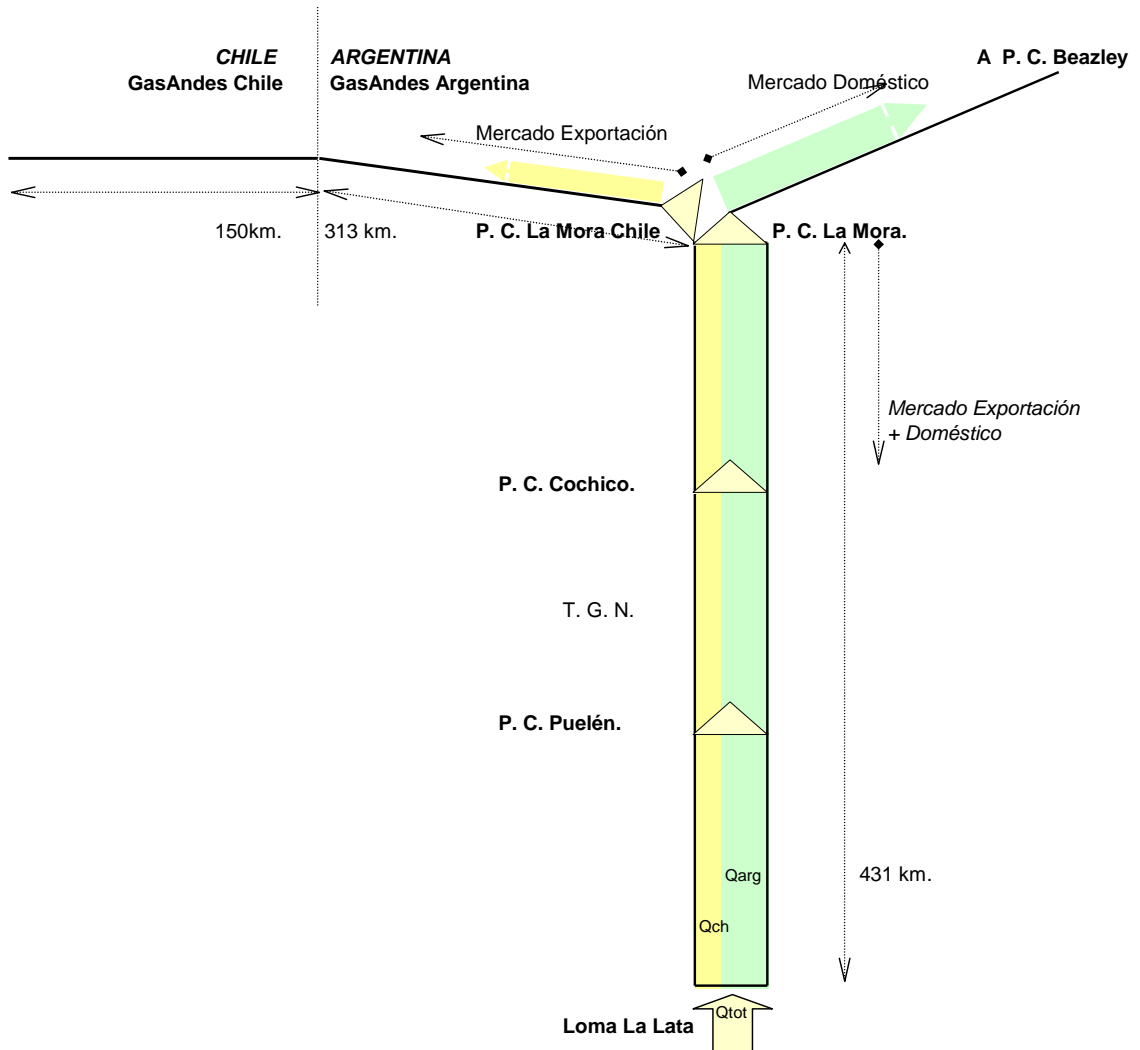 CHILE
ARGENTINA
A P. C. Beazley
GasAndes Chile
GasAndes Argentina
Mercado Doméstico
Mercado Exportación
150km.
313 km.
P. C. La Mora Chile
P. C. La Mora.
Mercado Exportación
+ Doméstico
P. C. Cochico.
T. G. N.
P. C. Puelén.
Qarg
431 km.
Qch
Qtot
Loma La Lata